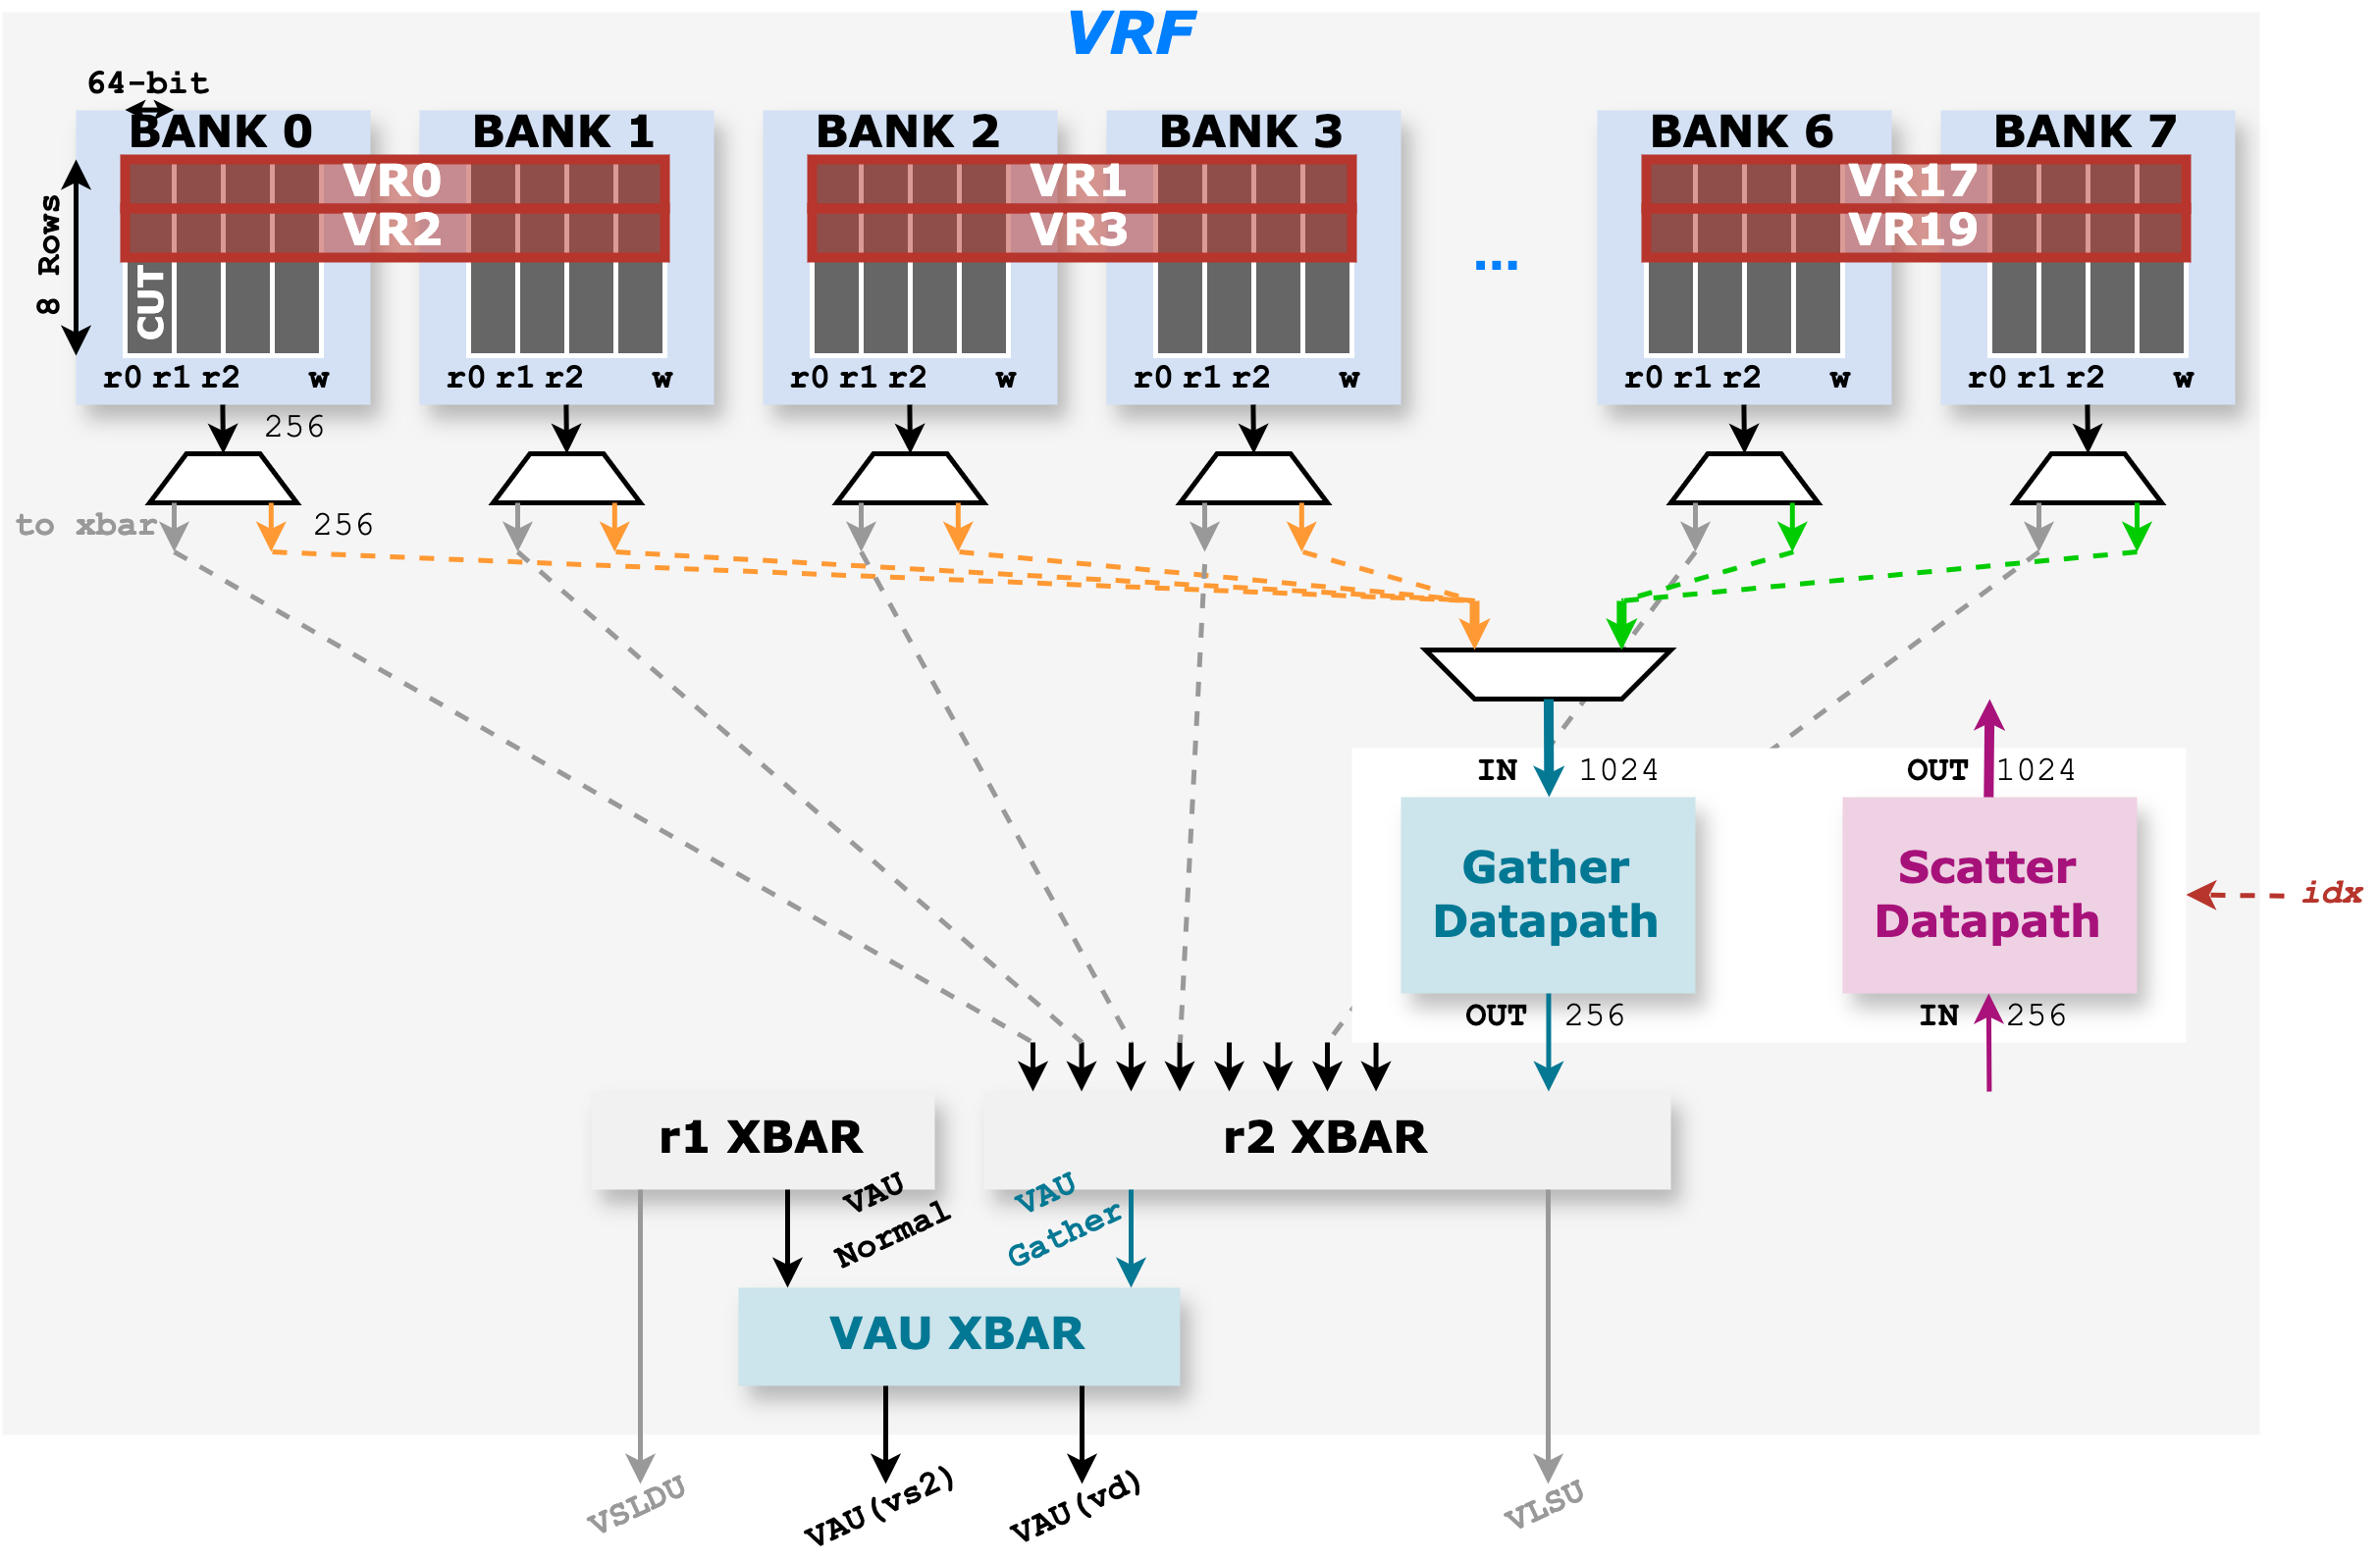 VRF
64-bit
BANK 0
BANK 1
BANK 2
BANK 3
BANK 6
BANK 7
VR0
VR1
VR17
VR2
VR3
VR19
...
8 Rows
CUT
r0 r1 r2 w
r0 r1 r2 w
r0 r1 r2 w
r0 r1 r2 w
r0 r1 r2 w
r0 r1 r2 w
256
to xbar
256
IN 1024
OUT 1024
Gather
Datapath
Scatter
Datapath
idx
OUT 256
IN 256
r1 XBAR
r2 XBAR
VAU
Normal
VAU
Gather
VAU XBAR
VSLDU
VAU(vs2)
VAU(vd)
VLSU